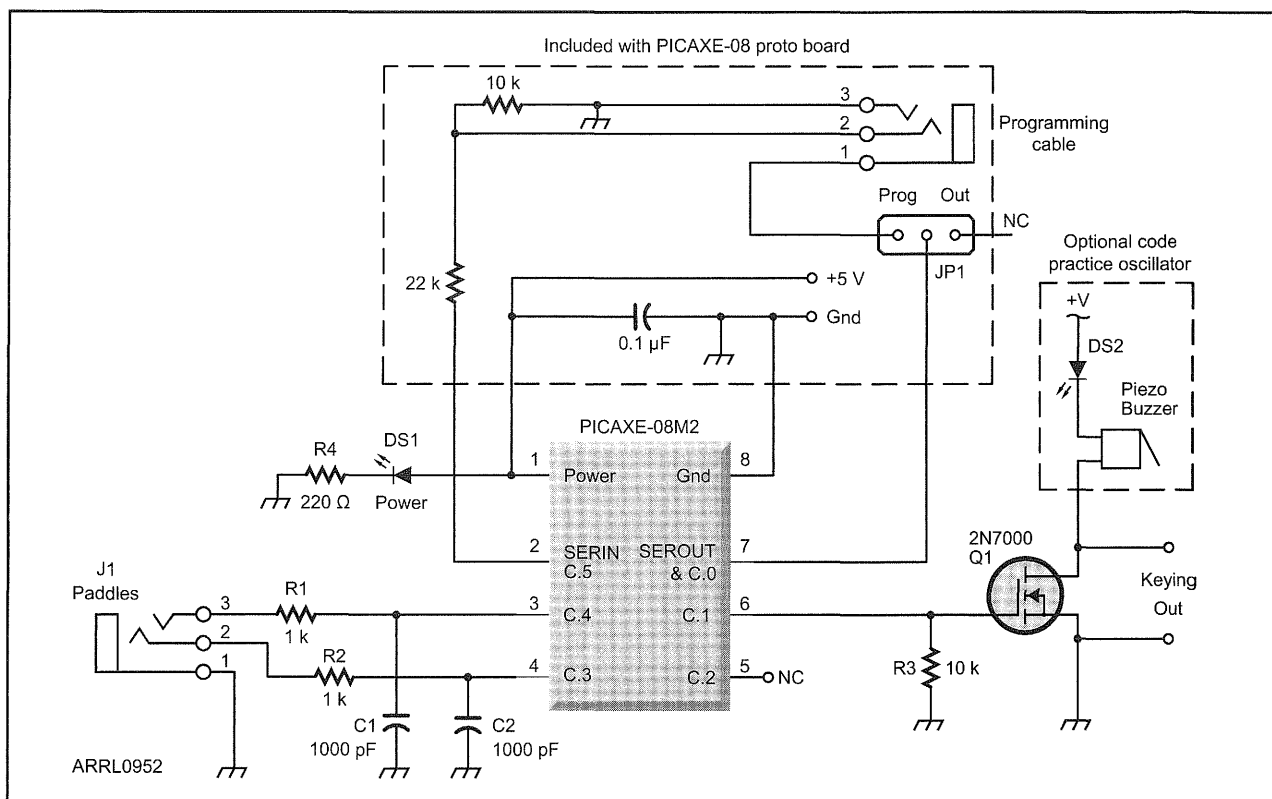 Included with PICAXE-08 proto board
10 k
3
2
1
Programming
cable
Prog Out
NC
JP1
22 k
+5 V
Gnd
0.1 µF
Optional code
practice oscillator
+V
DS2
Piezo
Buzzer
PICAXE-08M2
R4
220 Ω
DS1
Power
1
Power
Gnd
8
2
SERIN
C.5
SEROUT
& C.0
7
2N7000
Q1
Keying
Out
J1
Paddles
3
2
1
R1
1 k
R2
1 k
3
C.4
C.1
6
4
C.3
C.2
5
NC
R3
10 k
C1
1000 pF
C2
1000 pF
ARRL0952